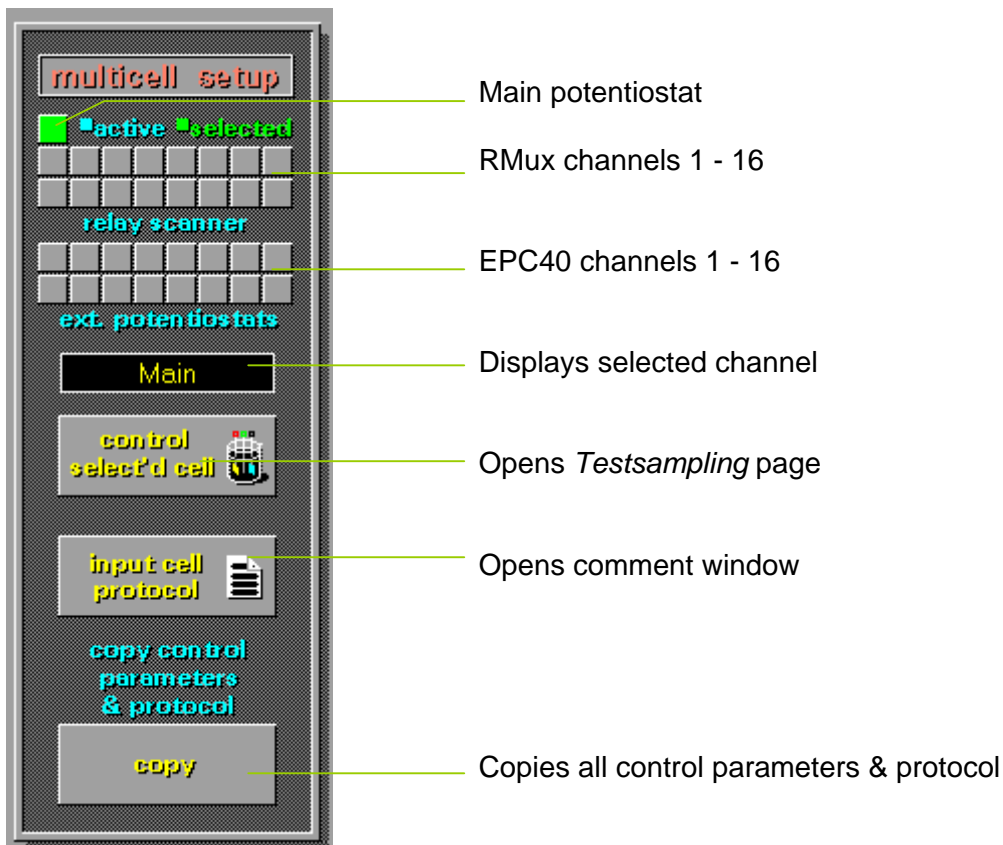 multicell setup
Main potentiostat
active selected
RMux channels 1 - 16
relay scanner
EPC40 channels 1 - 16
ext. potentiostats
Main
Displays selected channel
control
select'd cell
Opens Testsampling page
input cell
protocol
Opens comment window
copy control
parameters
& protocol
copy
Copies all control parameters & protocol